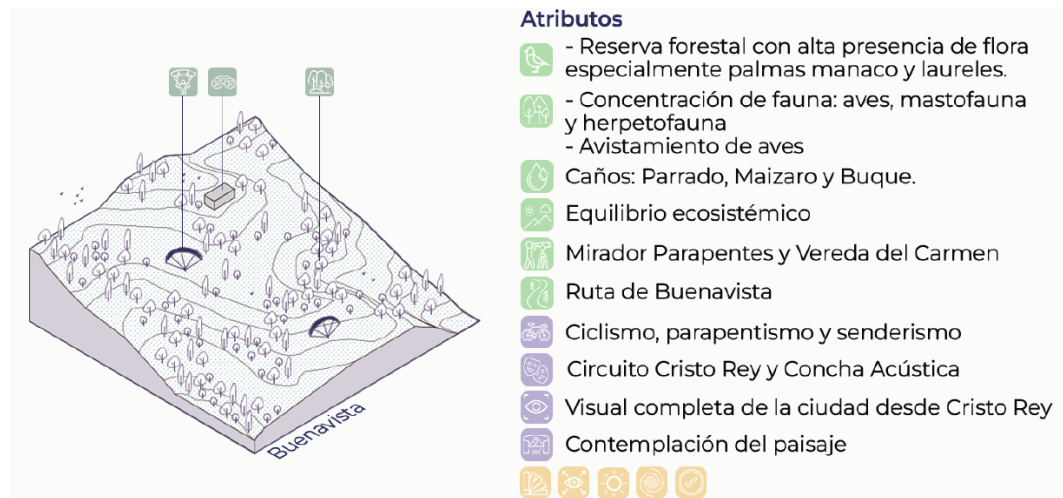 Atributos
- Reserva forestal con alta presencia de flora
especialmente palmas manaco y laureles.
- Concentración de fauna: aves, mastofauna
y herpetofauna
- Avistamiento de aves
Caños: Parrado, Maizaro y Buque.
Equilibrio ecosistémico
Mirador Parapentes y Vereda del Carmen
Ruta de Buenavista
Ciclismo, parapentismo y senderismo
Circuito Cristo Rey y Concha Acústica
Visual completa de la ciudad desde Cristo Rey
Contemplación del paisaje
Buenavista